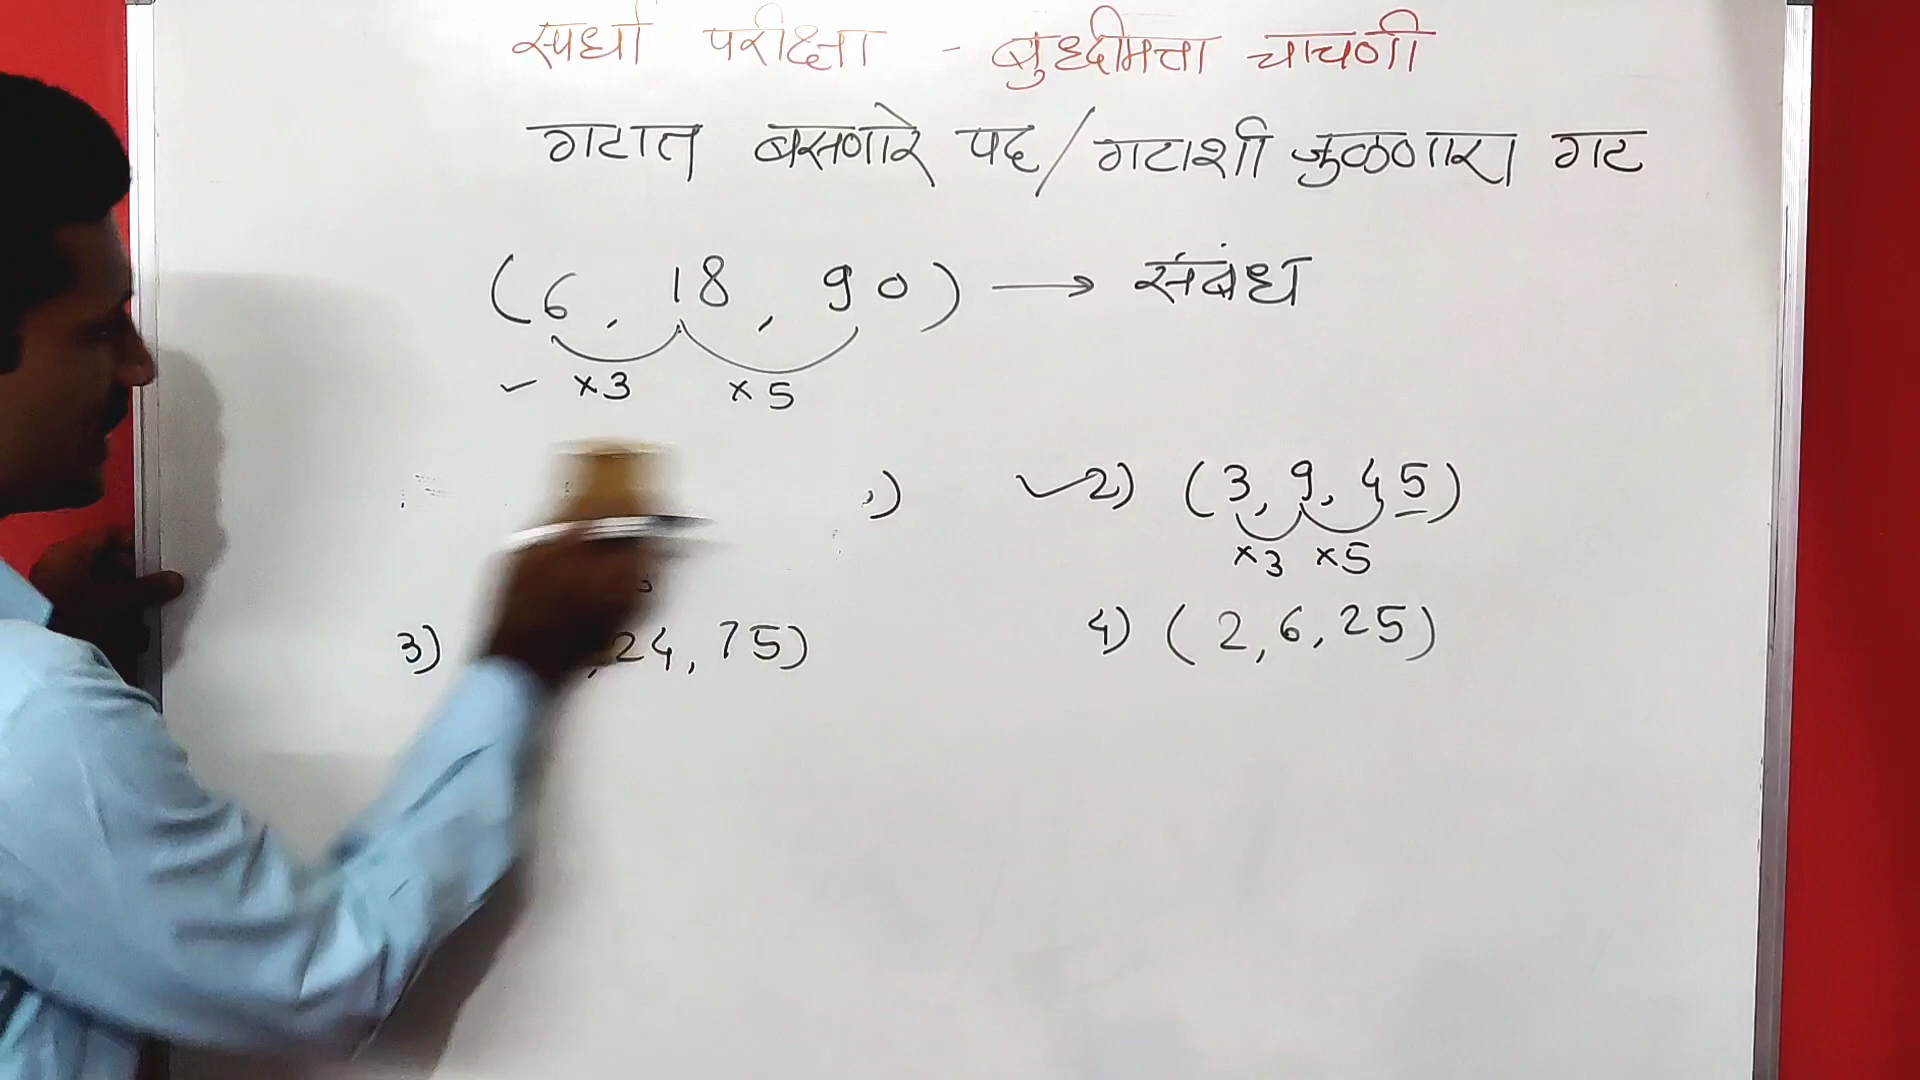 स्पर्धा परीक्षा - बुध्दीमत्ता चाचणी
गटात बसणारे पद/गटाशी जुळणारा गट
(6, 18, 90) → संबंध
✓ ×3 ×5
✓2) (3, 9, 45)
×3 ×5
3) , 24, 75)
4) (2, 6, 25)